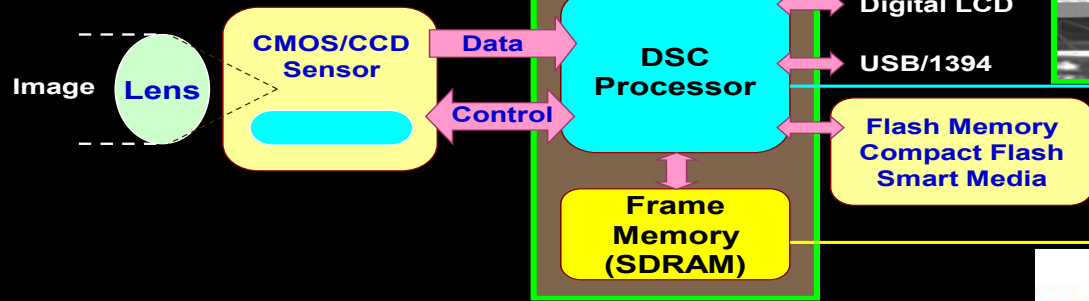 Image
Lens
CMOS/CCD
Sensor
Data
Control
DSC
Processor
Frame
Memory
(SDRAM)
Digital LCD
USB/1394
Flash Memory
Compact Flash
Smart Media